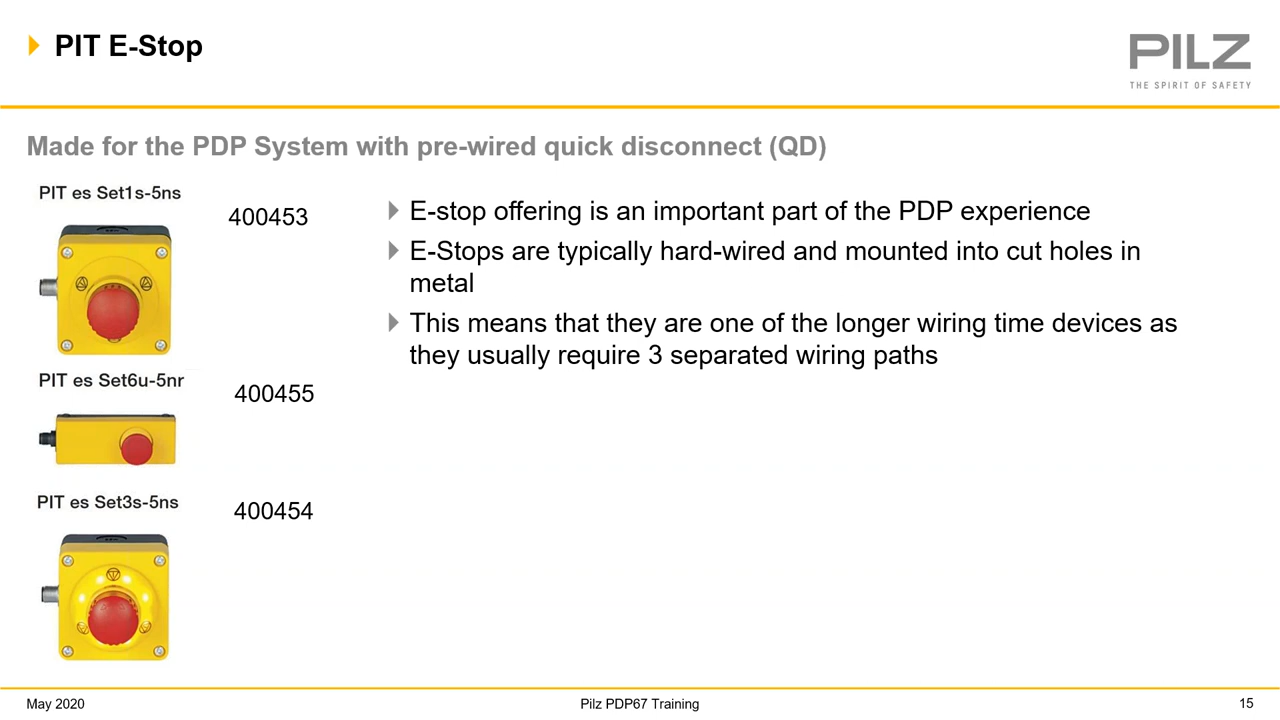 PIT E-Stop
PILZ
THE SPIRIT OF SAFETY
Made for the PDP System with pre-wired quick disconnect (QD)
PIT es Set1s-5ns
400453
E-stop offering is an important part of the PDP experience
E-Stops are typically hard-wired and mounted into cut holes in
metal
This means that they are one of the longer wiring time devices as
they usually require 3 separated wiring paths
PIT es Set6u-5nr
400455
PIT es Set3s-5ns
400454
May 2020
Pilz PDP67 Training
15